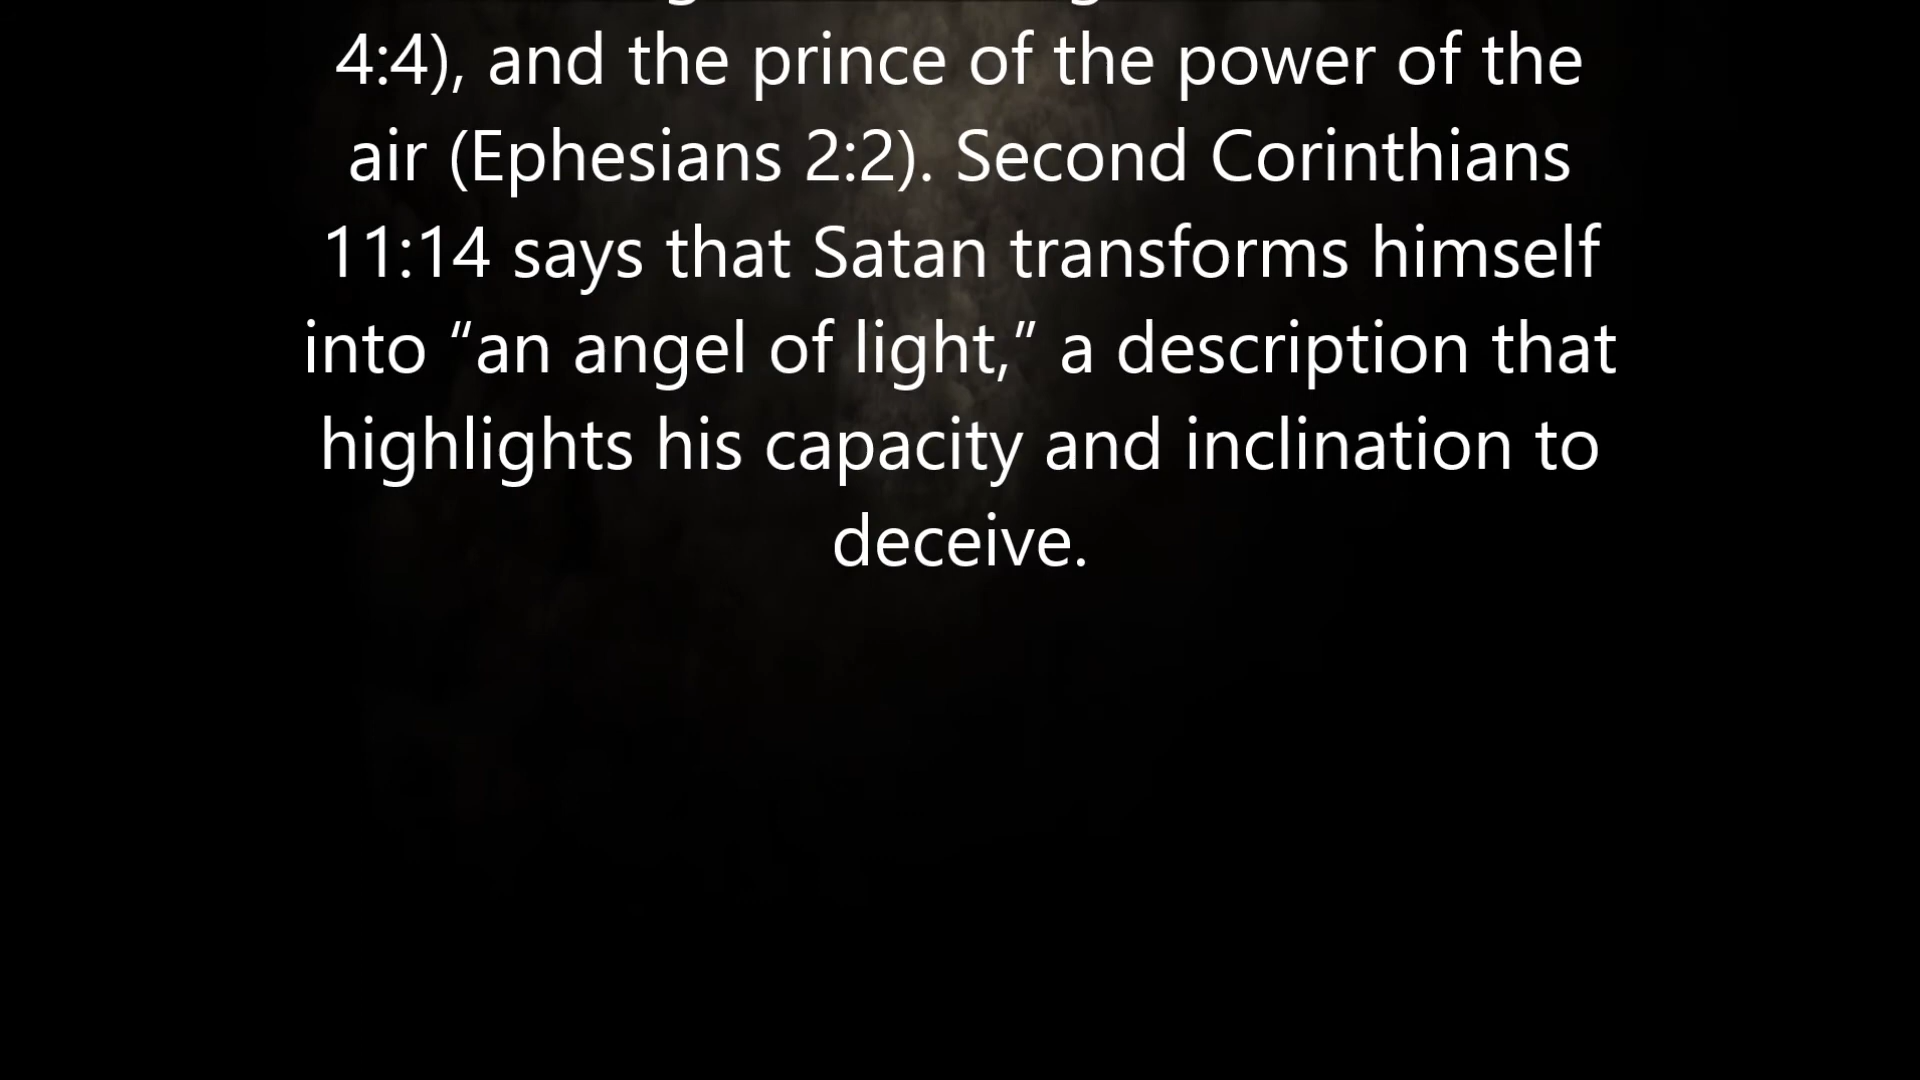 4:4), and the prince of the power of the
air (Ephesians 2:2). Second Corinthians
11:14 says that Satan transforms himself
into “an angel of light,” a description that
highlights his capacity and inclination to
deceive.